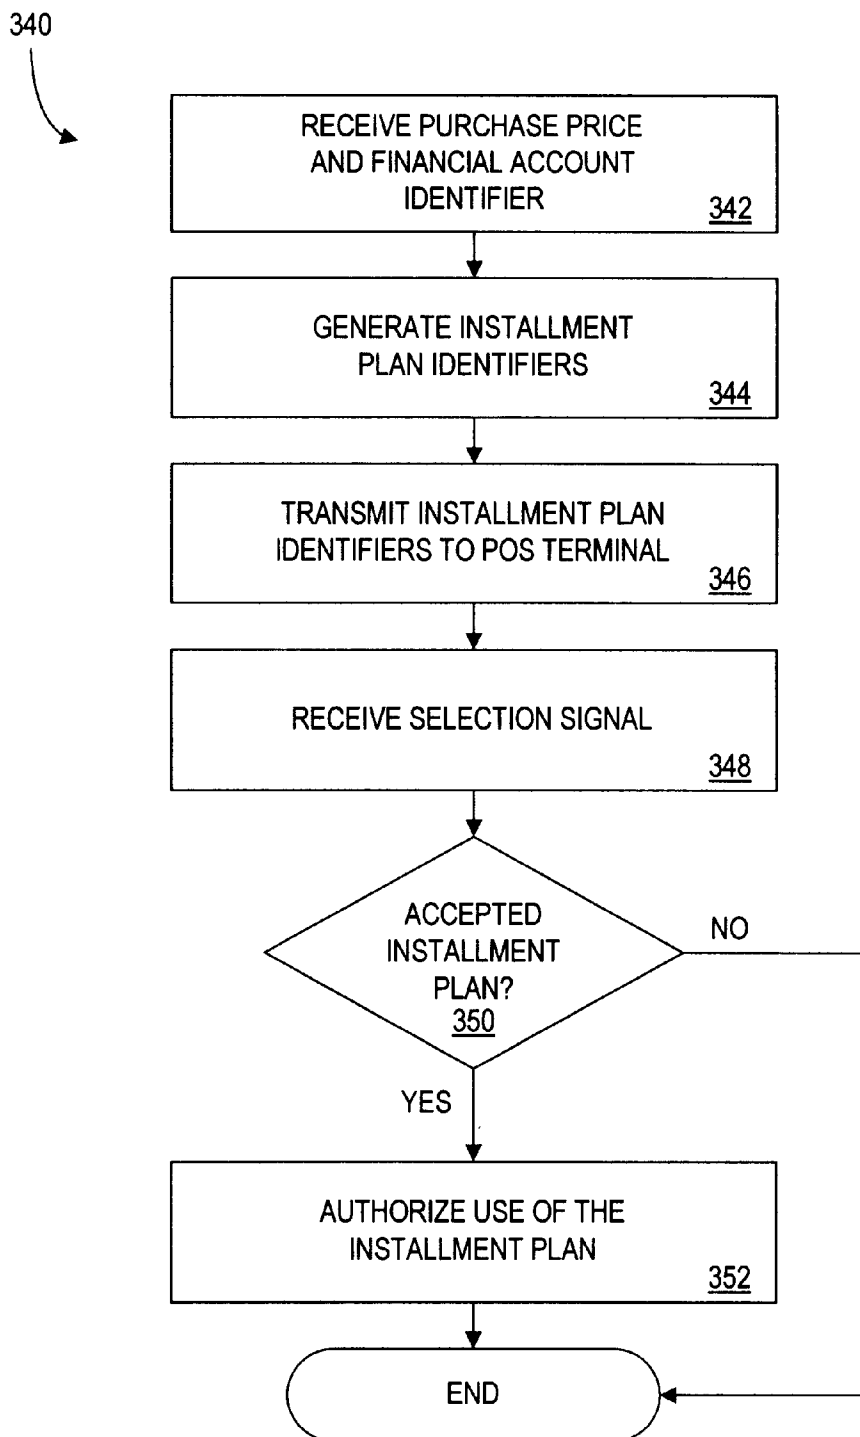 340
RECEIVE PURCHASE PRICE
AND FINANCIAL ACCOUNT
IDENTIFIER
342
GENERATE INSTALLMENT
PLAN IDENTIFIERS
344
TRANSMIT INSTALLMENT PLAN
IDENTIFIERS TO POS TERMINAL
346
RECEIVE SELECTION SIGNAL
348
ACCEPTED
INSTALLMENT
PLAN?
350
NO
YES
AUTHORIZE USE OF THE
INSTALLMENT PLAN
352
END